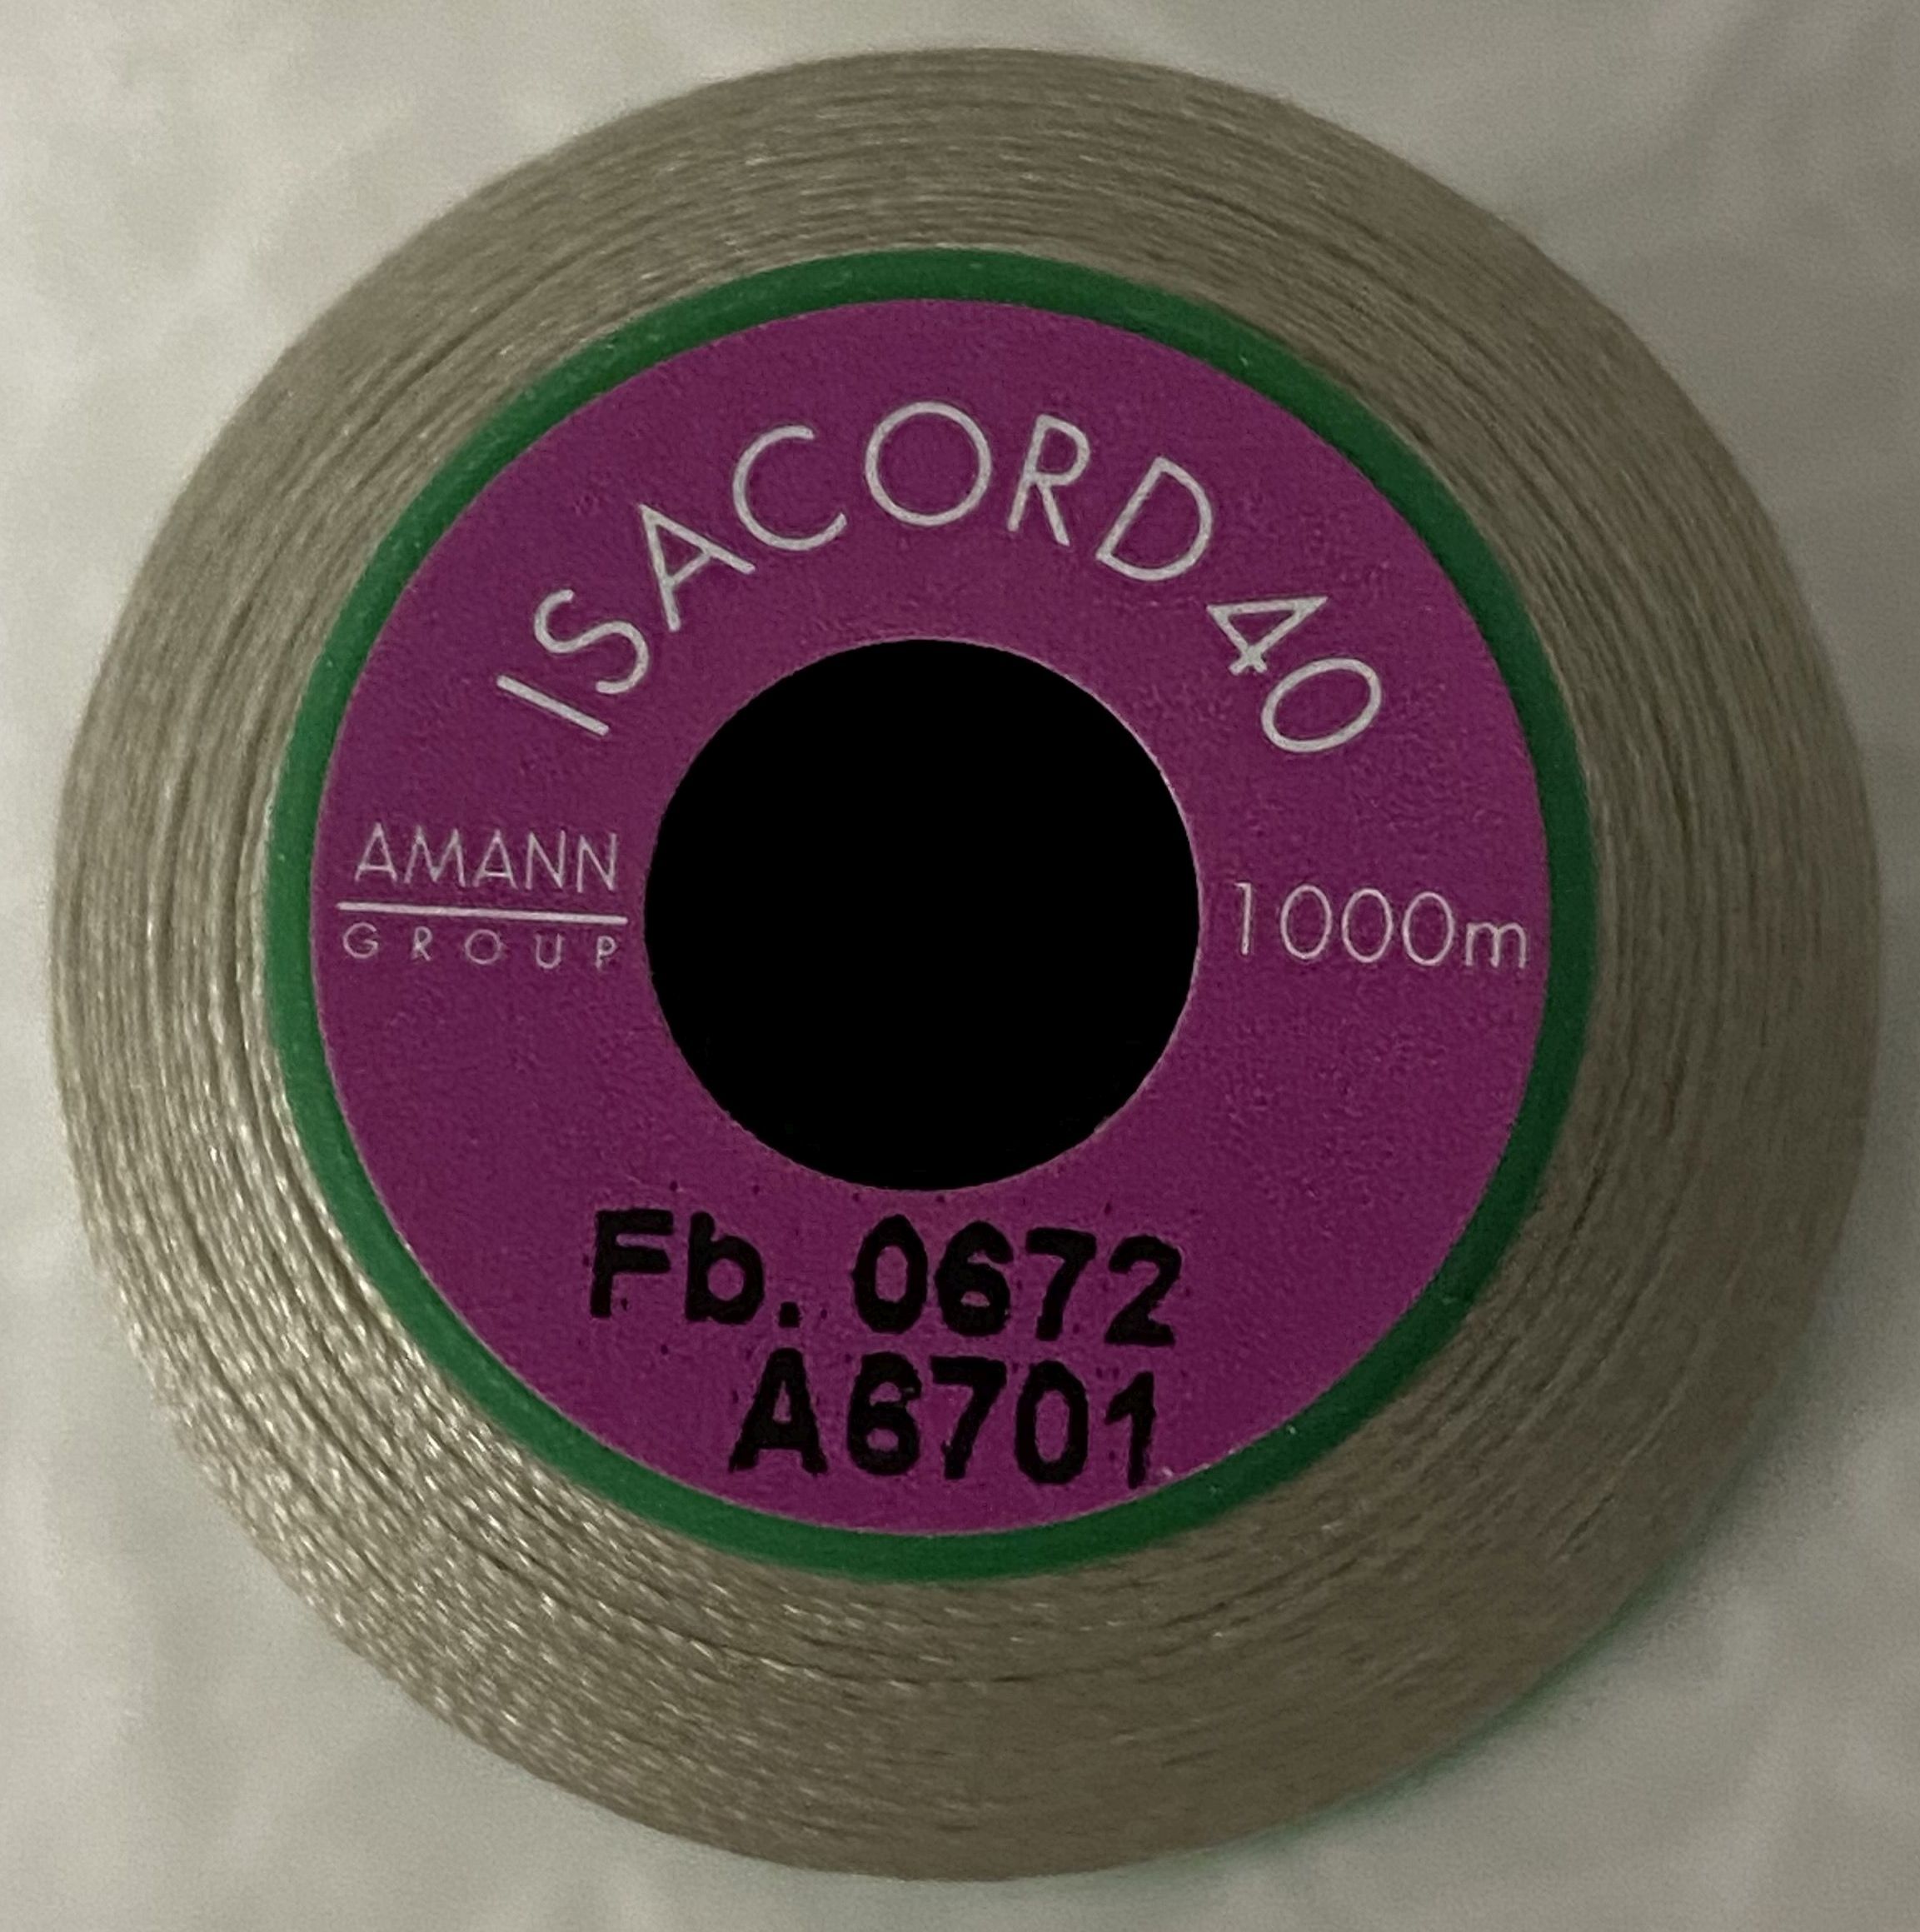 ISACORD 40
AMANN
GROUP
1000m
Fb. 0672
A6701